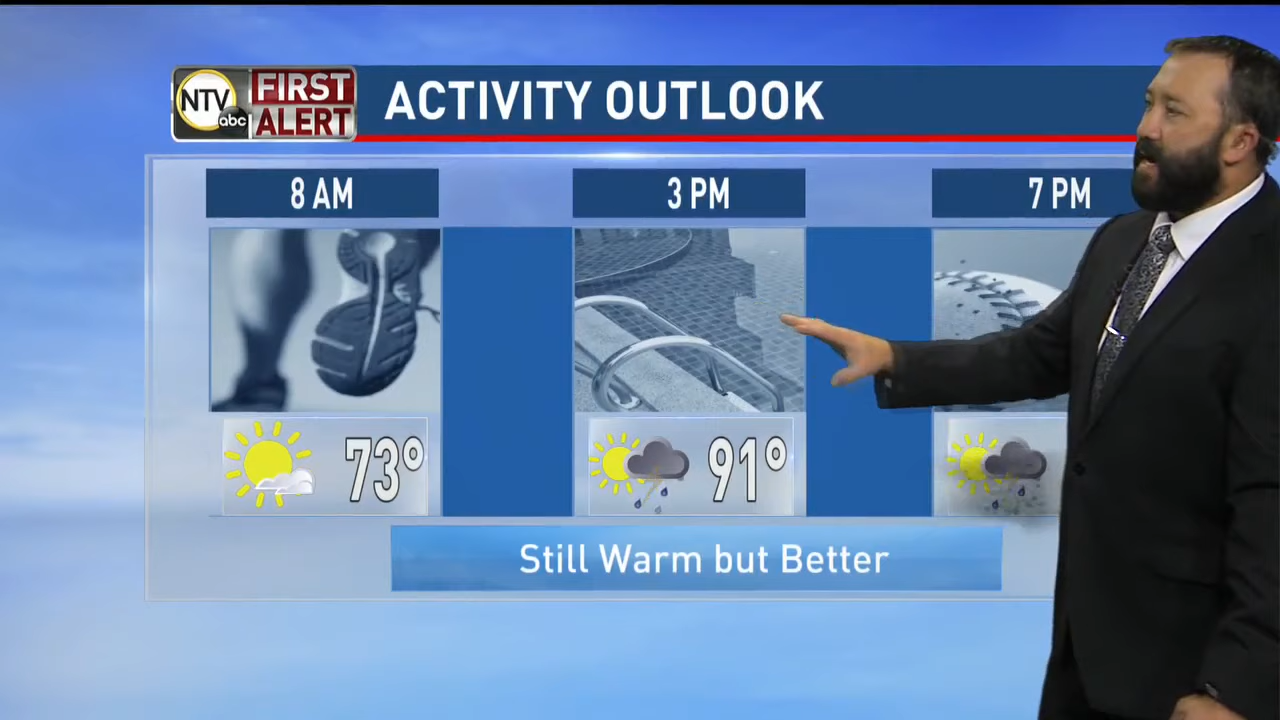 NTV
abc
FIRST
ALERT
ACTIVITY OUTLOOK
8 AM
3 PM
7 PM
73°
91°
Still Warm but Better